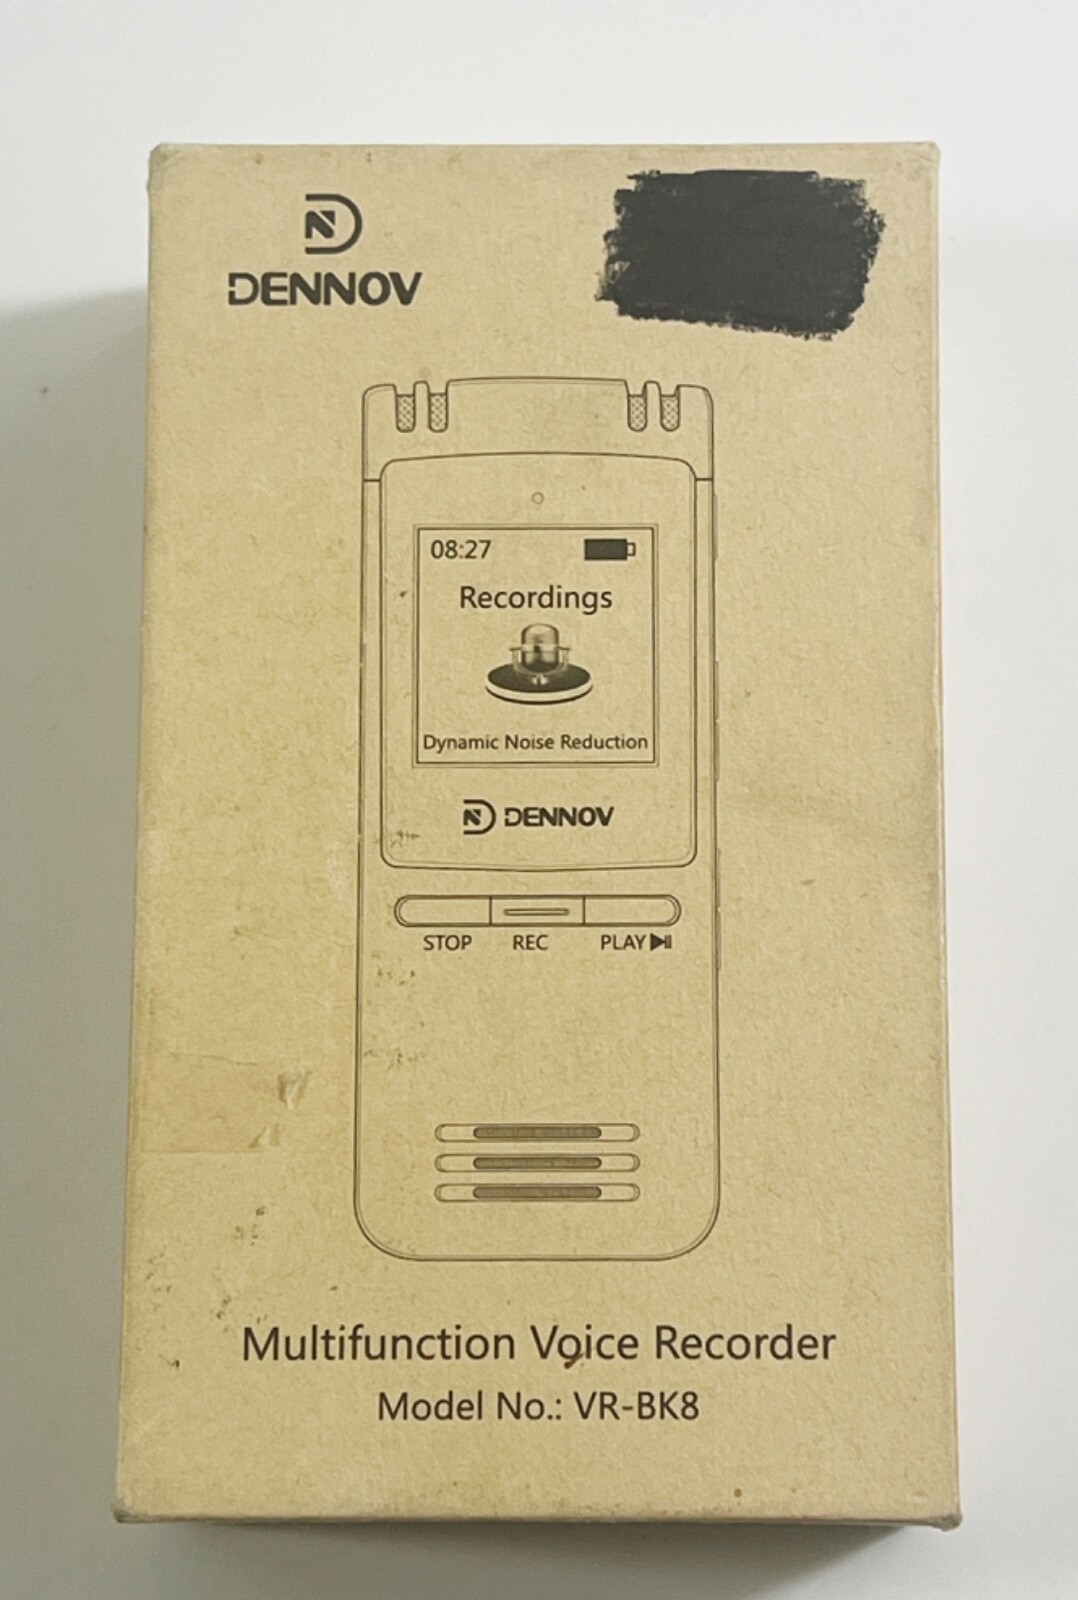 DENNOV
08:27
Recordings
Dynamic Noise Reduction
DENNOV
STOP REC PLAY
Multifunction Voice Recorder
Model No.: VR-BK8